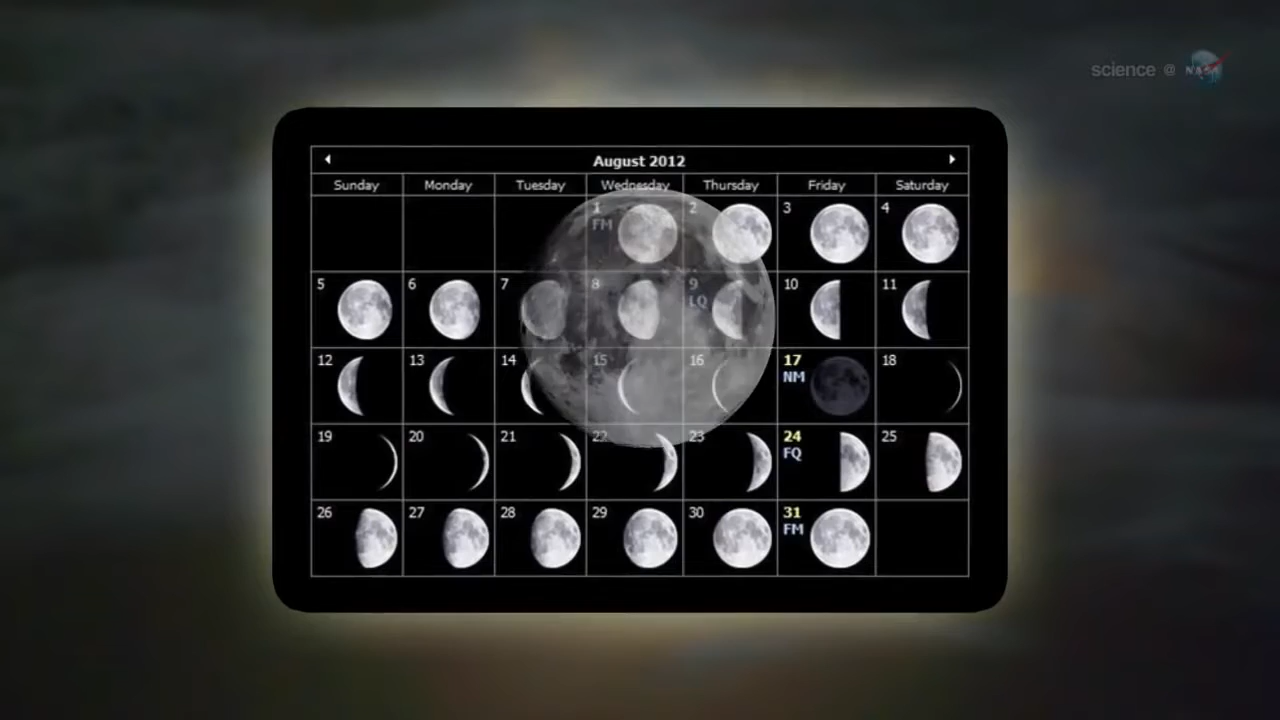 science @ NASA
August 2012
Sunday Monday Tuesday Wednesday Thursday Friday Saturday
1 2 3 4
FM
5 6 7 8 9 10 11
LQ
12 13 14 15 16 17 18
NM
19 20 21 22 23 24 25
FQ
26 27 28 29 30 31
FM